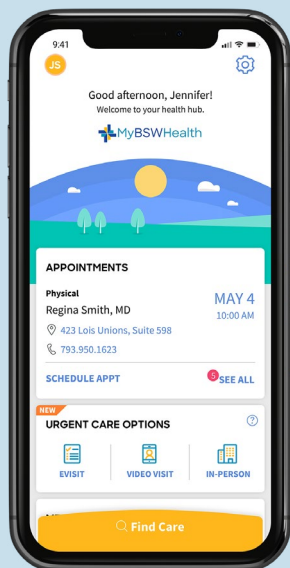 9:41
JS
Good afternoon, Jennifer!
Welcome to your health hub.
MyBSWHealth
APPOINTMENTS
Physical
Regina Smith, MD
MAY 4
10:00 AM
423 Lois Unions, Suite 598
793.950.1623
SCHEDULE APPT
5 SEE ALL
NEW
URGENT CARE OPTIONS
?
EVISIT
VIDEO VISIT
IN-PERSON
Find Care